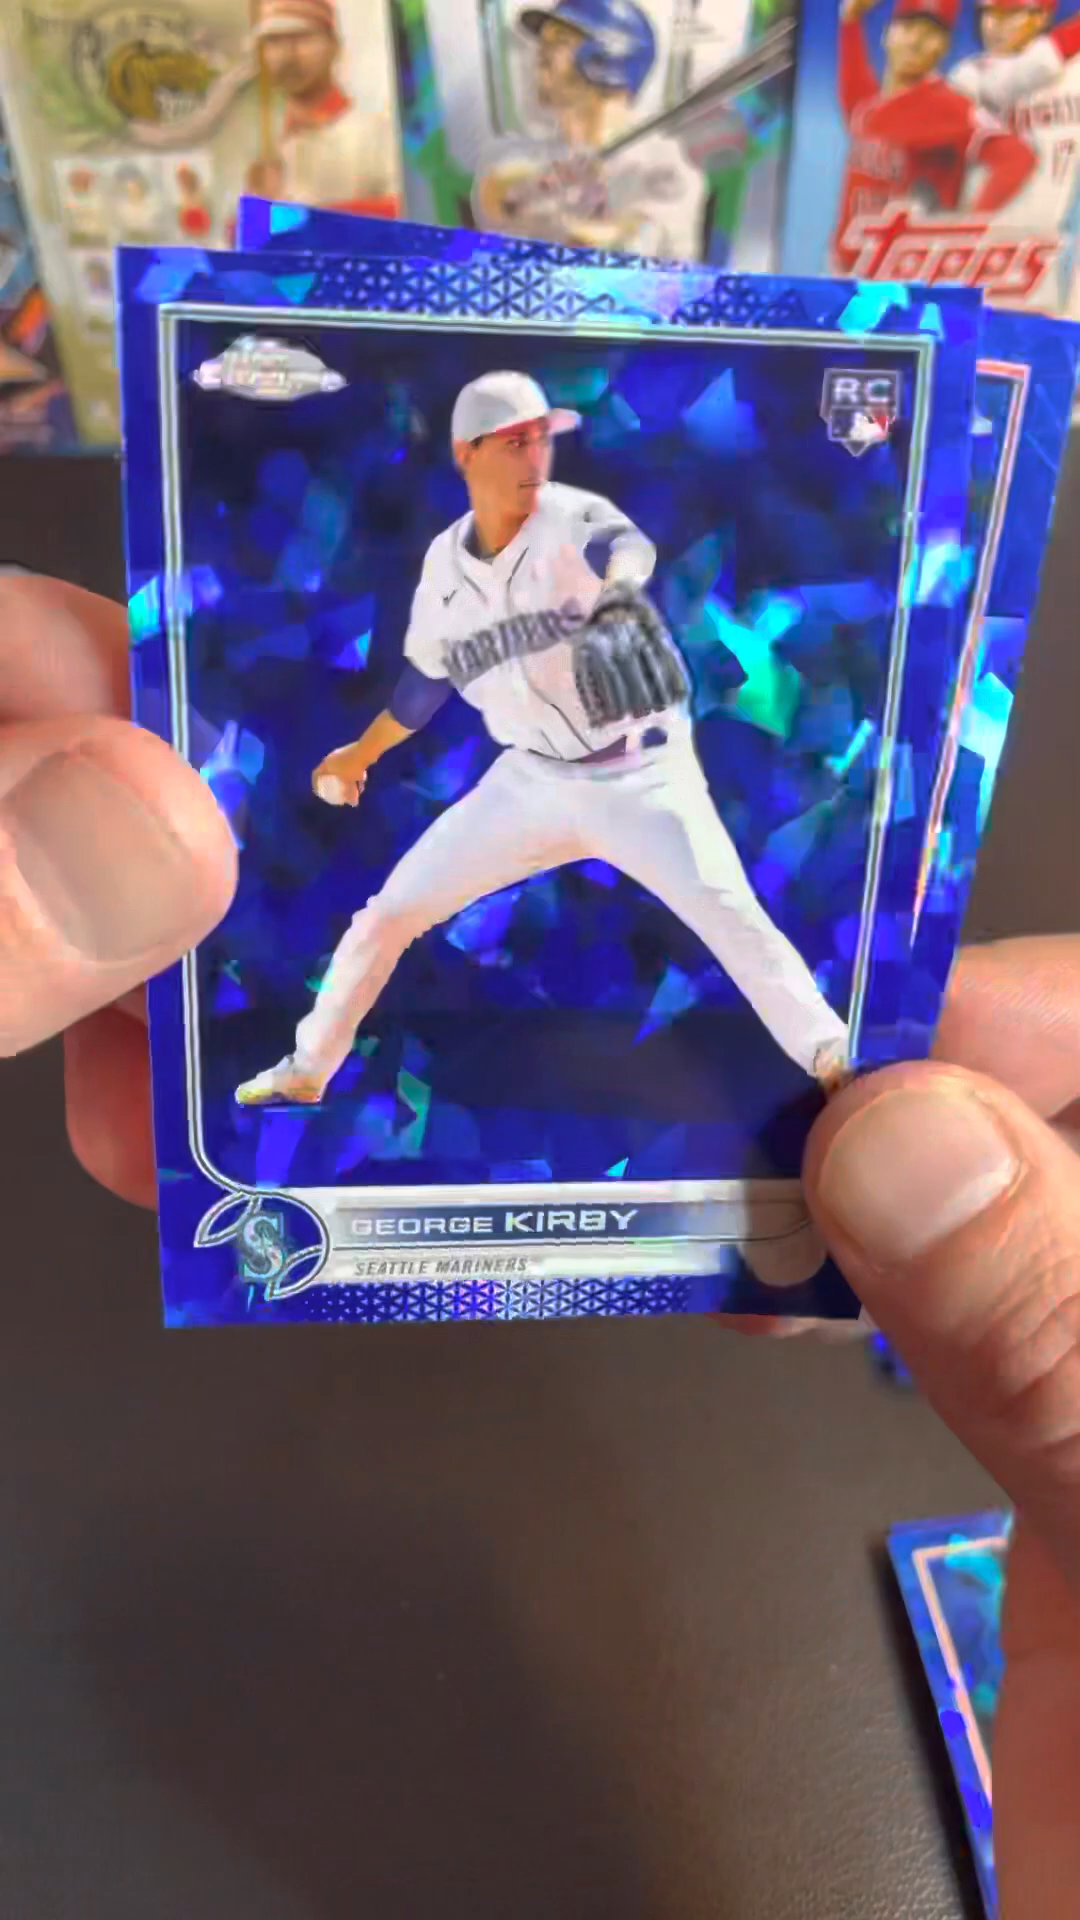 Topps
RC
MARINERS
GEORGE KIRBY
S
SEATTLE MARINERS